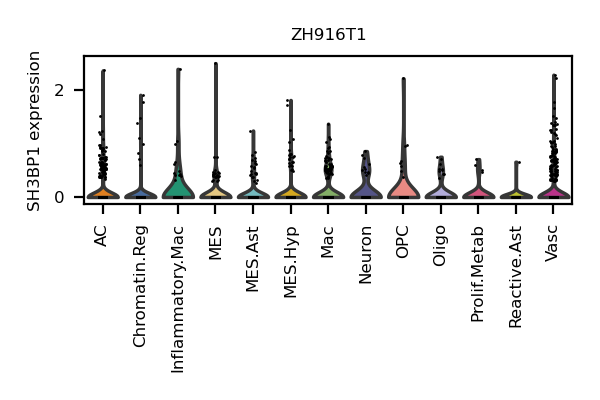 ZH916T1
SH3BP1 expression
2
0
AC
Chromatin.Reg
Inflammatory.Mac
MES
MES.Ast
MES.Hyp
Mac
Neuron
OPC
Oligo
Prolif.Metab
Reactive.Ast
Vasc